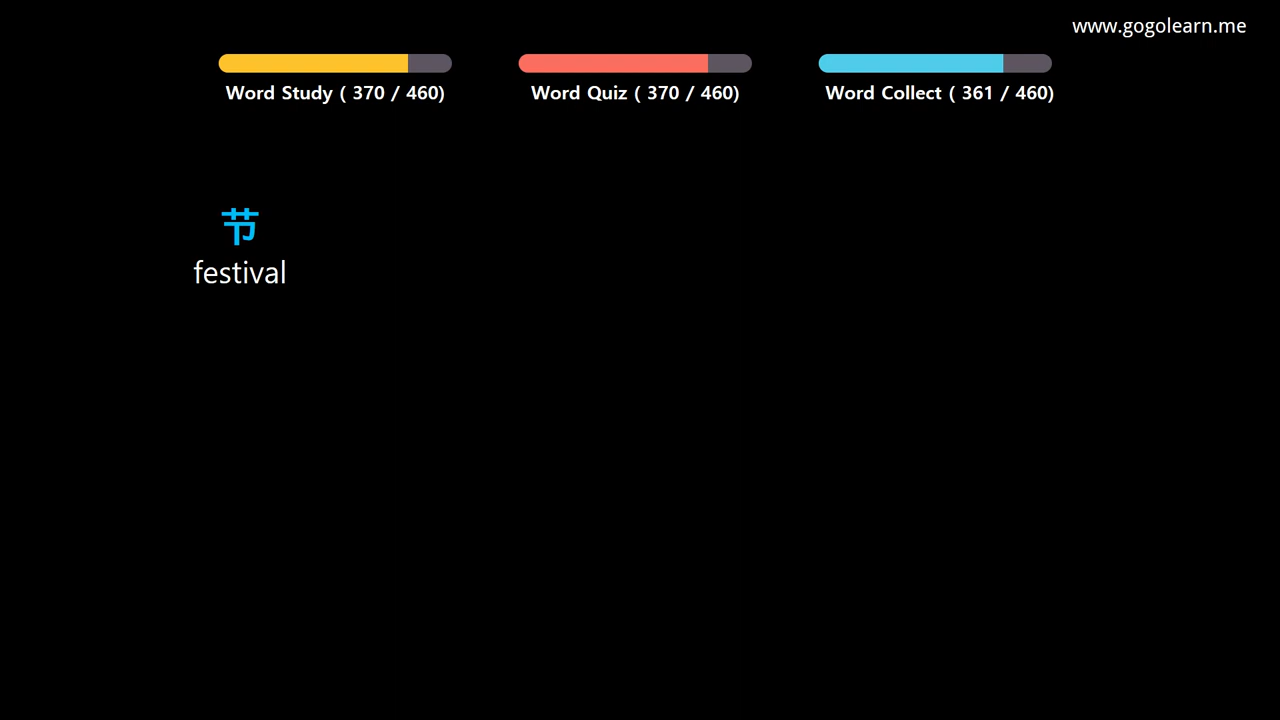 www.gogolearn.me
Word Study ( 370 / 460)
Word Quiz ( 370 / 460)
Word Collect ( 361 / 460)
节
festival